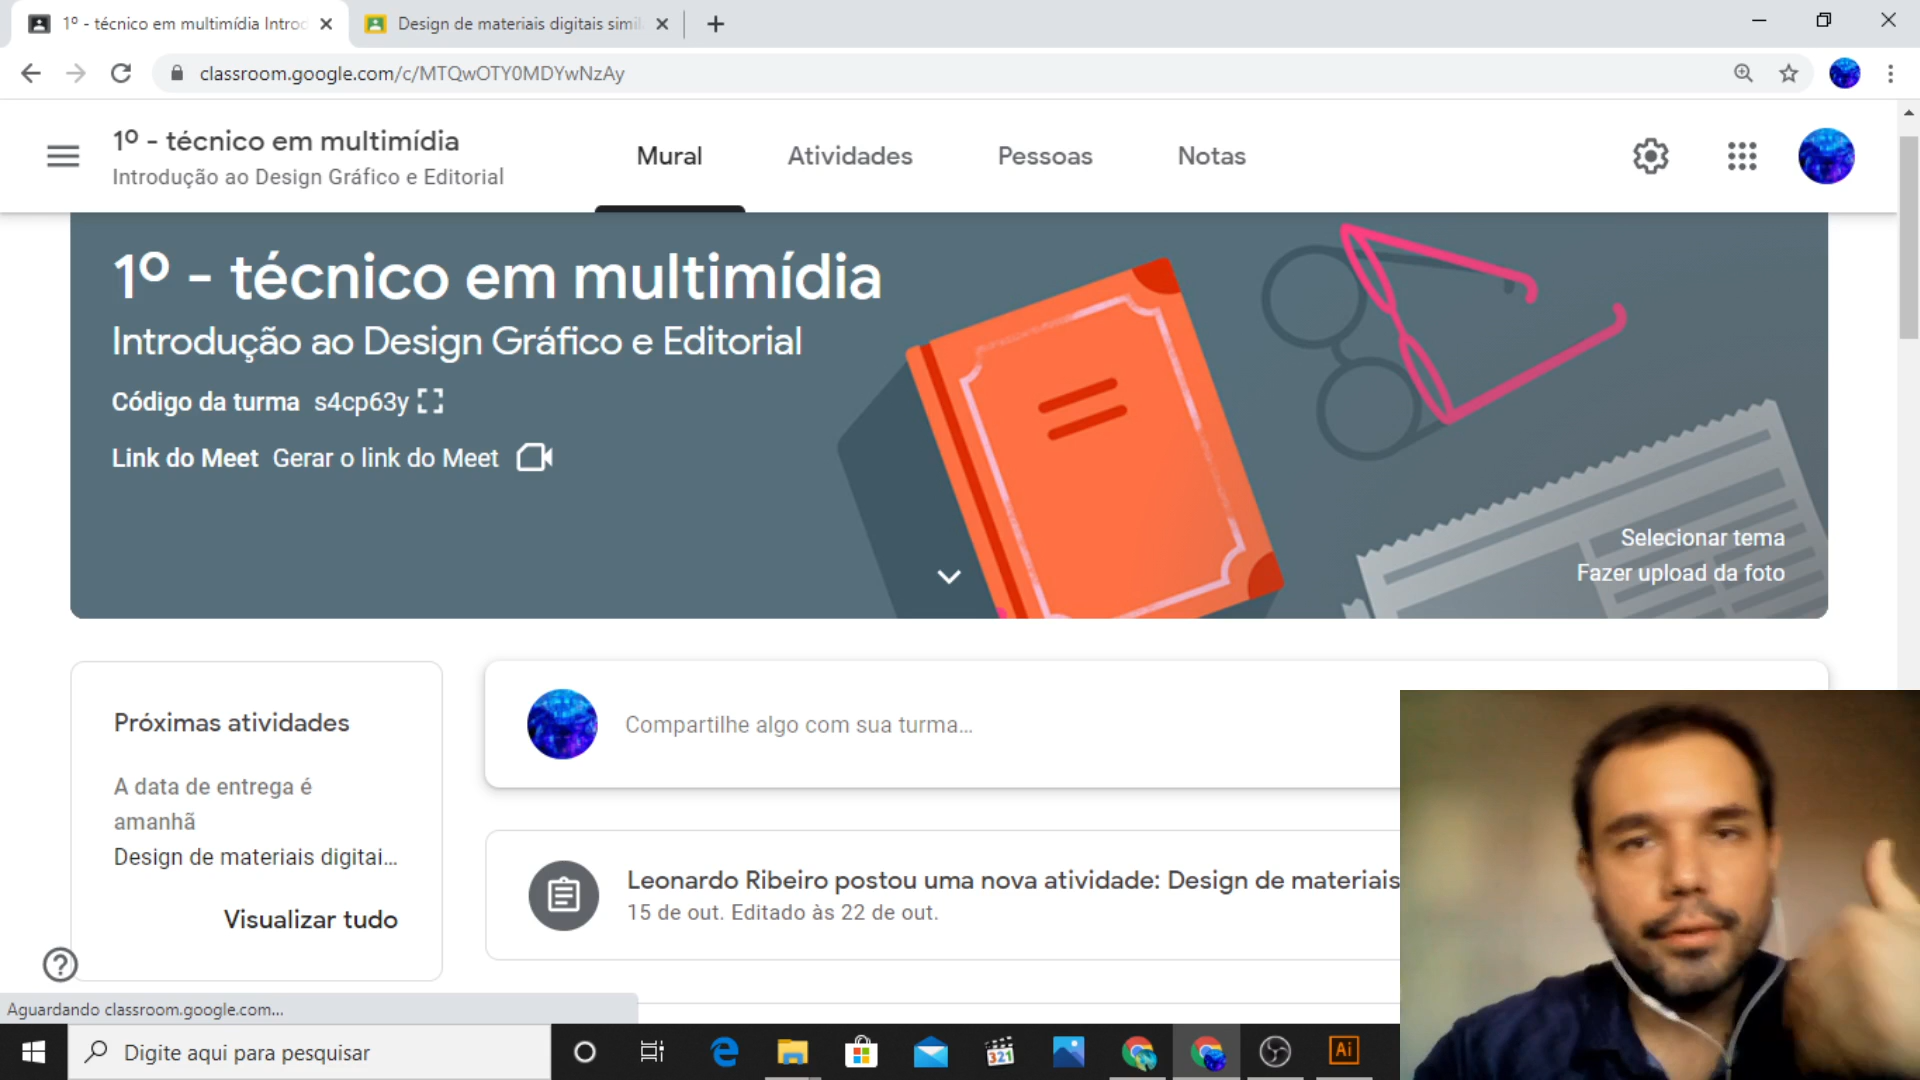 1º - técnico em multimídia Introd
Design de materiais digitais simil
classroom.google.com/c/MTQwOTY0MDYwNzAy
1º - técnico em multimídia
Introdução ao Design Gráfico e Editorial
Mural
Atividades
Pessoas
Notas
1º - técnico em multimídia
Introdução ao Design Gráfico e Editorial
Código da turma s4cp63y
Link do Meet Gerar o link do Meet
Selecionar tema
Fazer upload da foto
Próximas atividades
A data de entrega é
amanhã
Design de materiais digitai...
Visualizar tudo
Compartilhe algo com sua turma...
Leonardo Ribeiro postou uma nova atividade: Design de materiais
15 de out. Editado às 22 de out.
Aguardando classroom.google.com...
Digite aqui para pesquisar
321
Ai